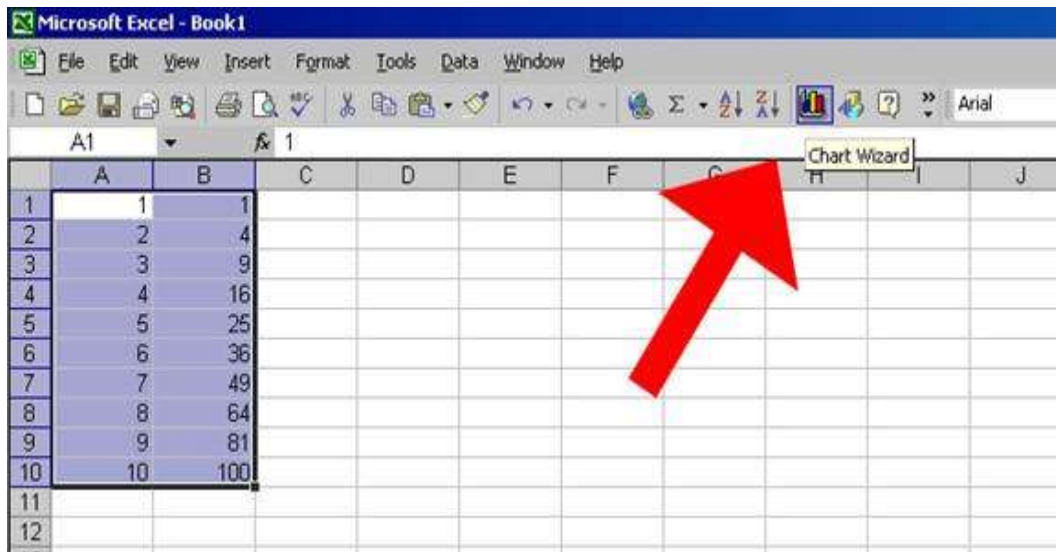 Microsoft Excel - Book1
File Edit View Insert Format Tools Data Window Help
ABC Σ A Z Z A ? » Arial
A1 fx 1
Chart Wizard
A B C D E F G H I J
1 1 1
2 2 4
3 3 9
4 4 16
5 5 25
6 6 36
7 7 49
8 8 64
9 9 81
10 10 100
11
12